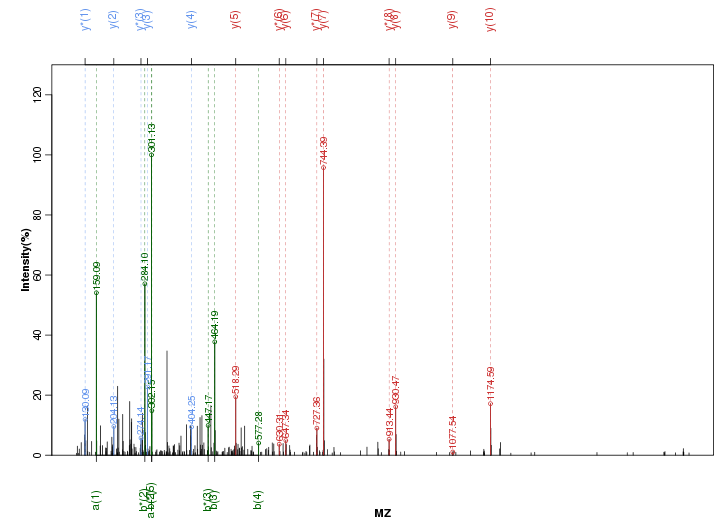 y*(1)
y(2)
y*(3)
y(3)
y(4)
y(5)
y*(6)
y(6)
y*(7)
y(7)
y*(8)
y(8)
y(9)
y(10)
Intensity(%)
0
20
40
60
80
100
120
159.09
204.13
284.10
301.13
404.25
447.17
464.19
518.29
577.28
630.31
647.34
727.36
744.39
913.44
930.47
1077.54
1174.59
a(1)
b*(2)
b*(3)
b(3)
b(4)
MZ